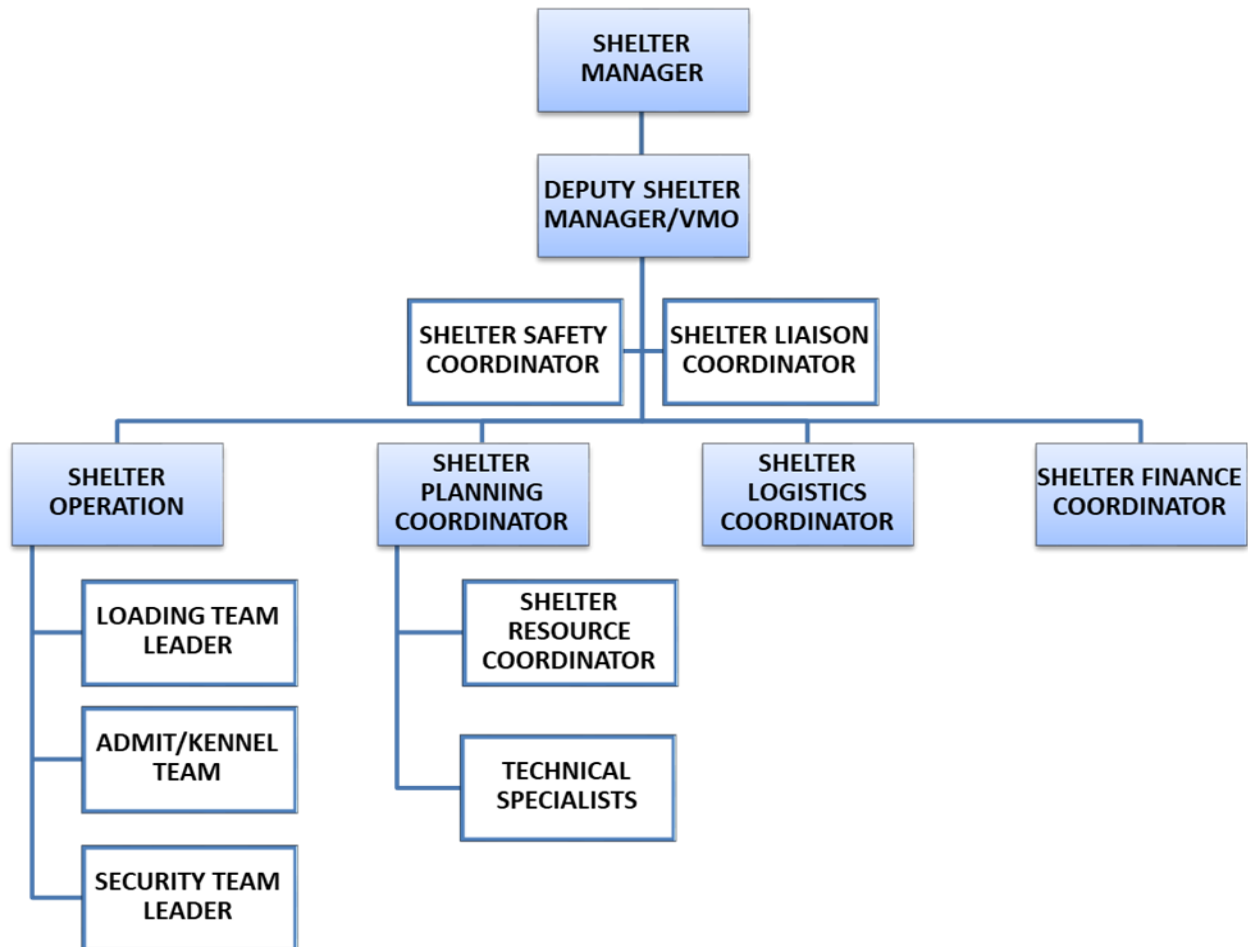 SHELTER
MANAGER
DEPUTY SHELTER
MANAGER/VMO
SHELTER SAFETY
COORDINATOR
SHELTER LIAISON
COORDINATOR
SHELTER
OPERATION
SHELTER
PLANNING
COORDINATOR
SHELTER
LOGISTICS
COORDINATOR
SHELTER FINANCE
COORDINATOR
LOADING TEAM
LEADER
ADMIT/KENNEL
TEAM
SECURITY TEAM
LEADER
SHELTER
RESOURCE
COORDINATOR
TECHNICAL
SPECIALISTS